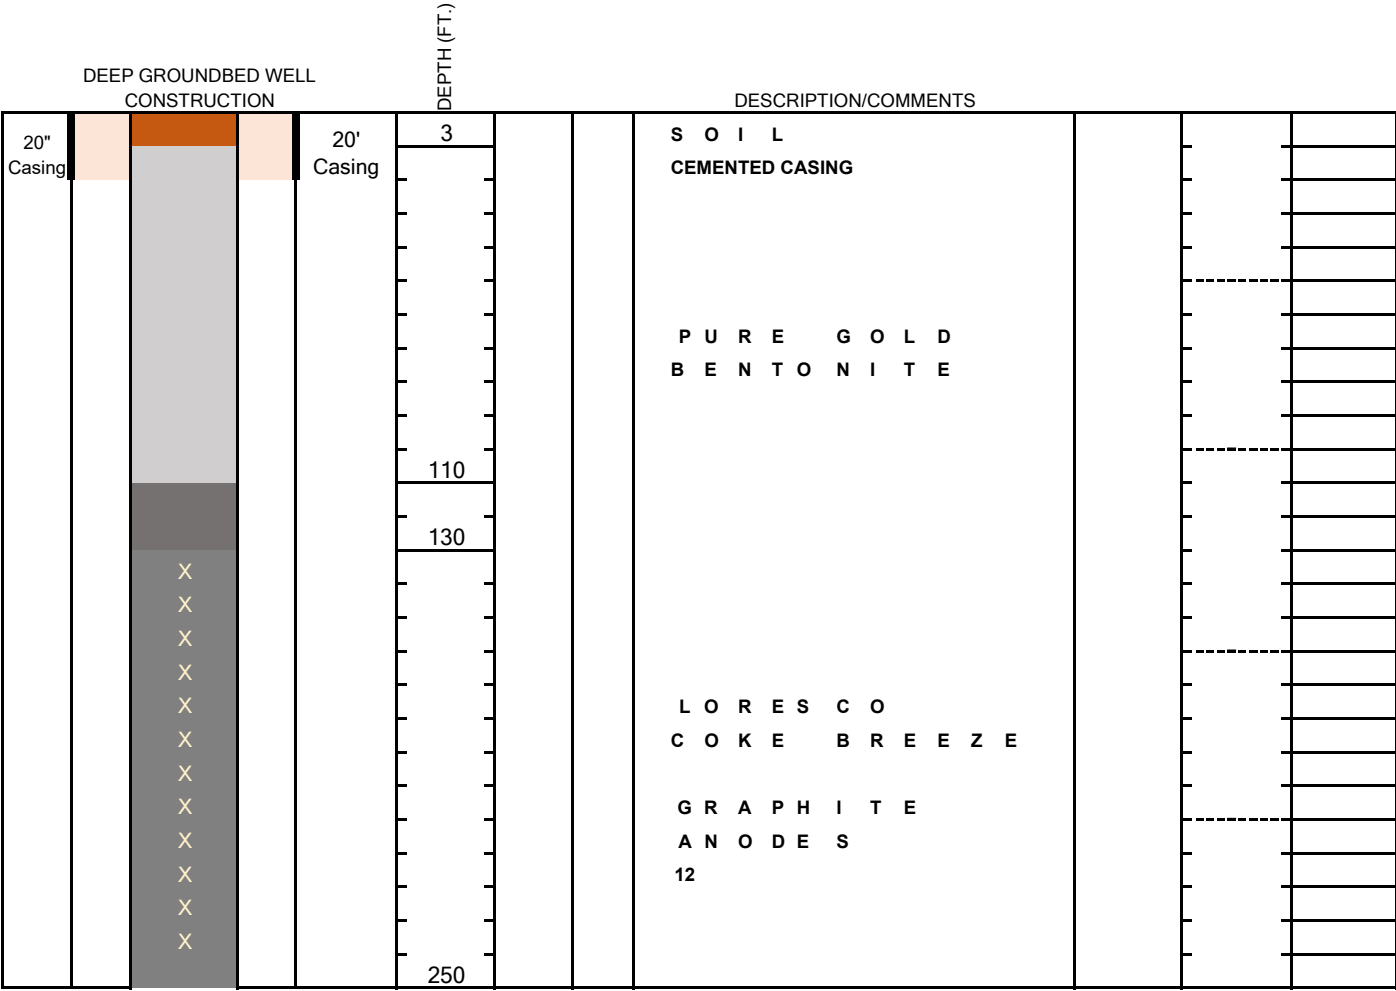 DEPTH (FT.)
DEEP GROUNDBED WELL
CONSTRUCTION
DESCRIPTION/COMMENTS
20"
Casing
20'
Casing
3
SOIL
CEMENTED CASING
PURE GOLD
BENTONITE
110
130
X
X
X
X
X
LORESCO
X
COKE BREEZE
X
X
GRAPHITE
X
ANODES
X
12
X
X
250